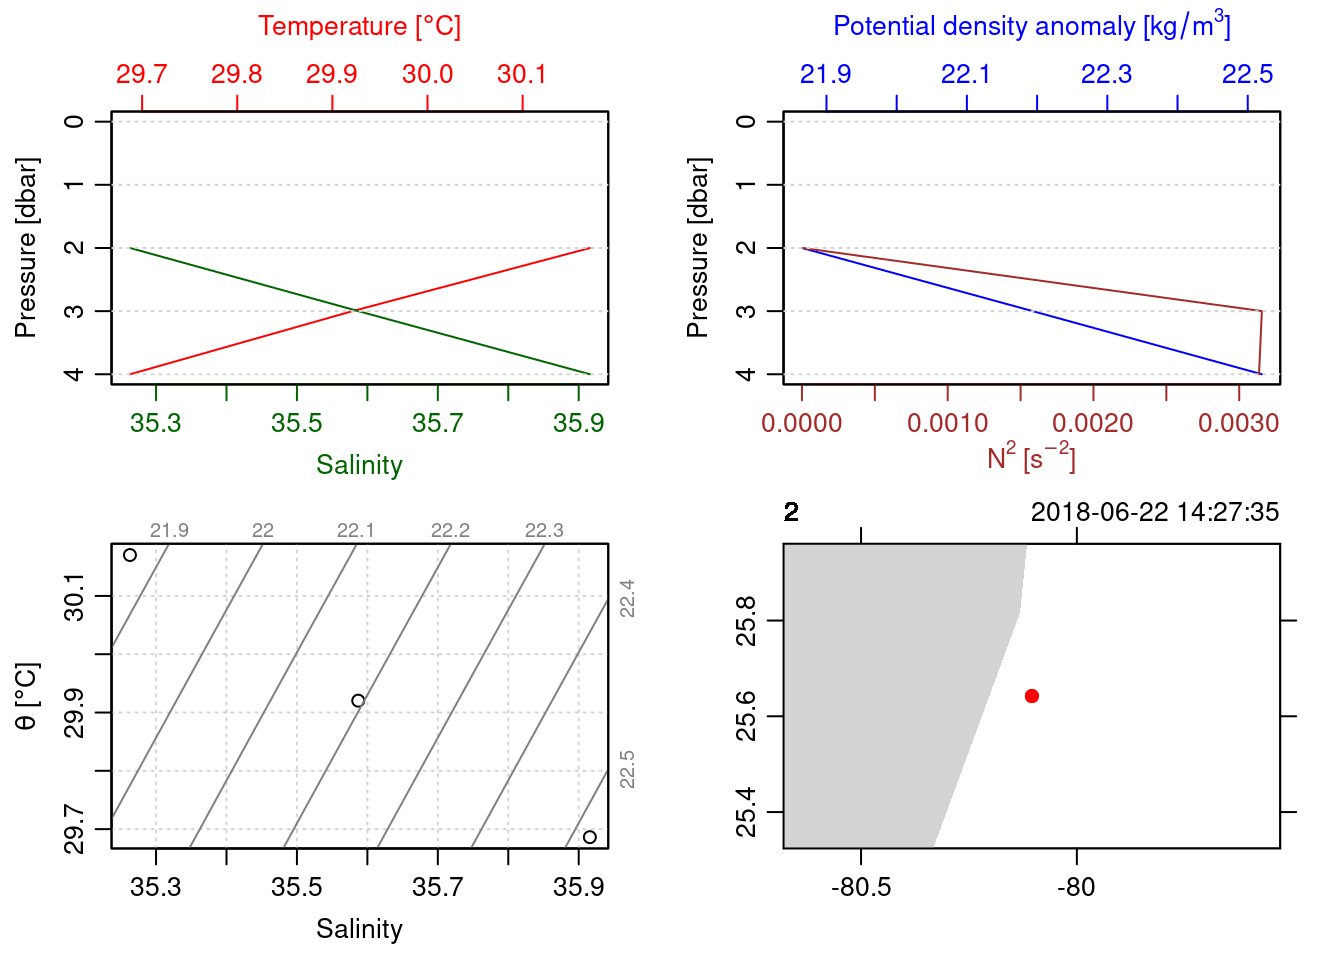 Temperature [°C]
29.7 29.8 29.9 30.0 30.1
Pressure [dbar]
0
1
2
3
4
35.3 35.5 35.7 35.9
Salinity
Potential density anomaly [kg/m³]
21.9 22.1 22.3 22.5
Pressure [dbar]
0
1
2
3
4
0.0000 0.0010 0.0020 0.0030
N² [s⁻²]
21.9 22 22.1 22.2 22.3
22.4
22.5
θ [°C]
30.1
29.9
29.7
35.3 35.5 35.7 35.9
Salinity
2 2018-06-22 14:27:35
25.8
25.6
25.4
-80.5 -80